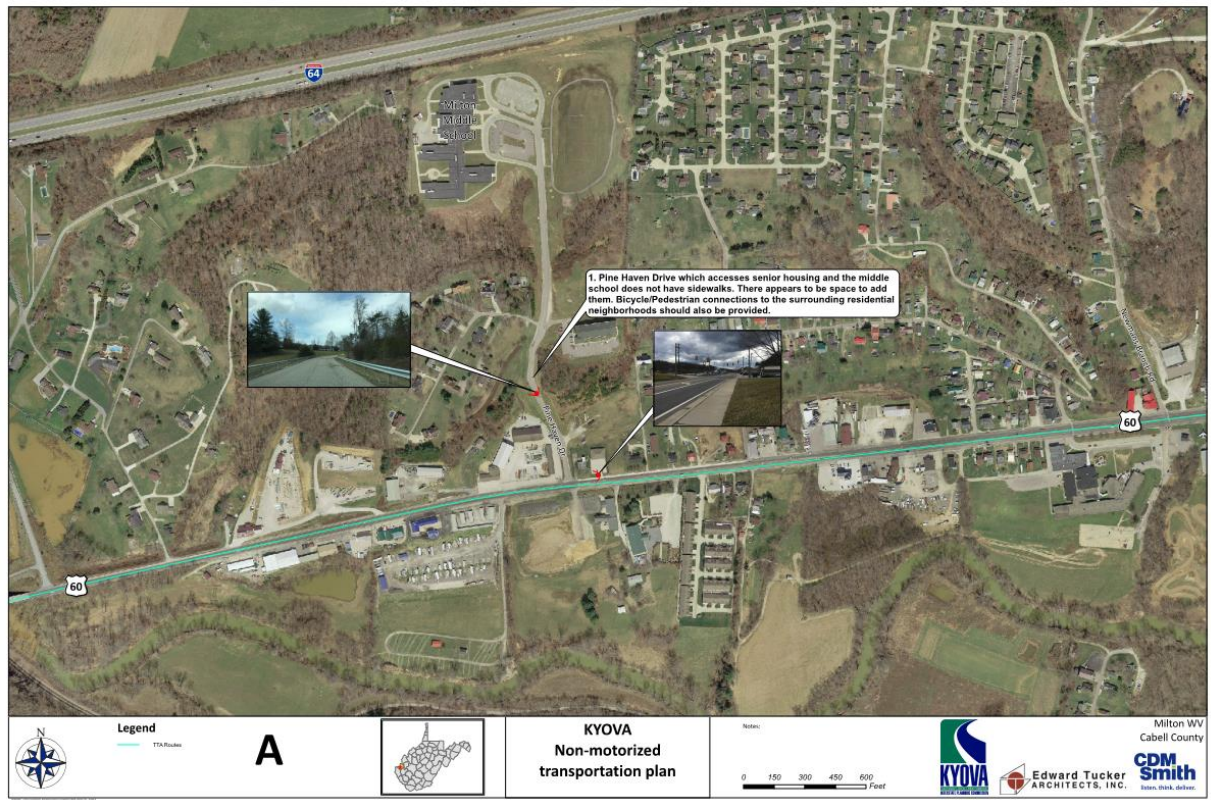 64
Milton
Middle
School
1. Pine Haven Drive which accesses senior housing and the middle
school does not have sidewalks. There appears to be space to add
them. Bicycle/Pedestrian connections to the surrounding residential
neighborhoods should also be provided.
Pine Haven Dr
60
60
N
Legend
TTA Routes
A
KYOVA
Non-motorized
transportation plan
Notes:
0 150 300 450 600
Feet
KYOVA
Edward Tucker
ARCHITECTS, INC.
Milton WV
Cabell County
CDM
Smith
listen. think. deliver.